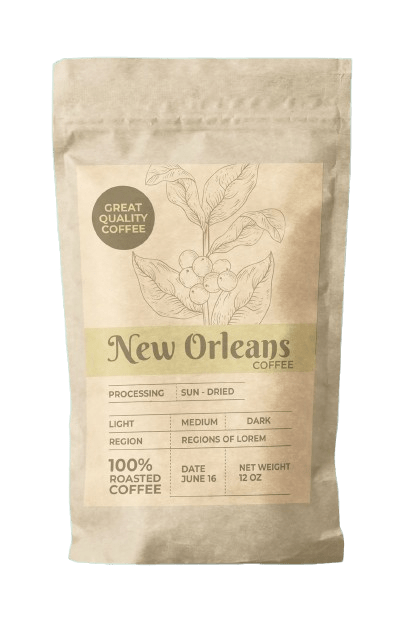 GREAT
QUALITY
COFFEE
New Orleans
COFFEE
PROCESSING SUN - DRIED
LIGHT MEDIUM DARK
REGION REGIONS OF LOREM
100%
ROASTED
COFFEE
DATE
JUNE 16
NET WEIGHT
12 OZ